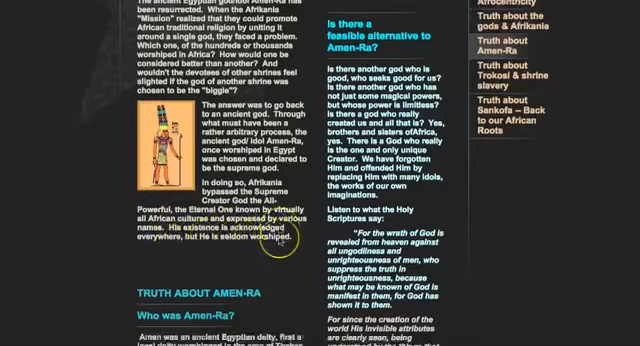 The ancient Egyptian god/idol Amen-Ra has
been resurrected. When the Afrikania
"Mission" realized that they could promote
African traditional religion by uniting it
around a single god, they faced a problem.
Which one, of the hundreds or thousands
worshiped in Africa? How would one be
considered better than another? And
wouldn't the devotees of other shrines feel
slighted if the god of another shrine was
chosen to be the "biggie"?
The answer was to go back
to an ancient god. Through
what must have been a
rather arbitrary process, the
ancient god/ idol Amen-Ra,
once worshiped in Egypt
was chosen and declared to
be the supreme god.
In doing so, Afrikania
bypassed the Supreme
Creator God the All-
Powerful, the Eternal One known by virtually
all African cultures and expressed by various
names. His existence is acknowledged
everywhere, but He is seldom worshiped.
TRUTH ABOUT AMEN-RA
Who was Amen-Ra?
Amen was an ancient Egyptian deity, first a
Is there a
feasible alternative to
Amen-Ra?
Is there another god who is
good, who seeks good for us?
Is there another god who has
not just some magical powers,
but whose power is limitless?
Is there a god who really
created us and all that is? Yes,
brothers and sisters ofAfrica,
yes. There is a God who really
is the one and only unique
Creator. We have forgotten
Him and offended Him by
replacing Him with many idols,
the works of our own
imaginations.
Listen to what the Holy
Scriptures say:
"For the wrath of God is
revealed from heaven against
all ungodliness and
unrighteousness of men, who
suppress the truth in
unrighteousness, because
what may be known of God is
manifest in them, for God has
shown it to them.
For since the creation of the
world His invisible attributes
are clearly seen, being
Afrocentricity
Truth about the
gods & Afrikania
Truth about
Amen-Ra
Truth about
Trokosi & shrine
slavery
Truth about
Sankofa -- Back
to our African
Roots